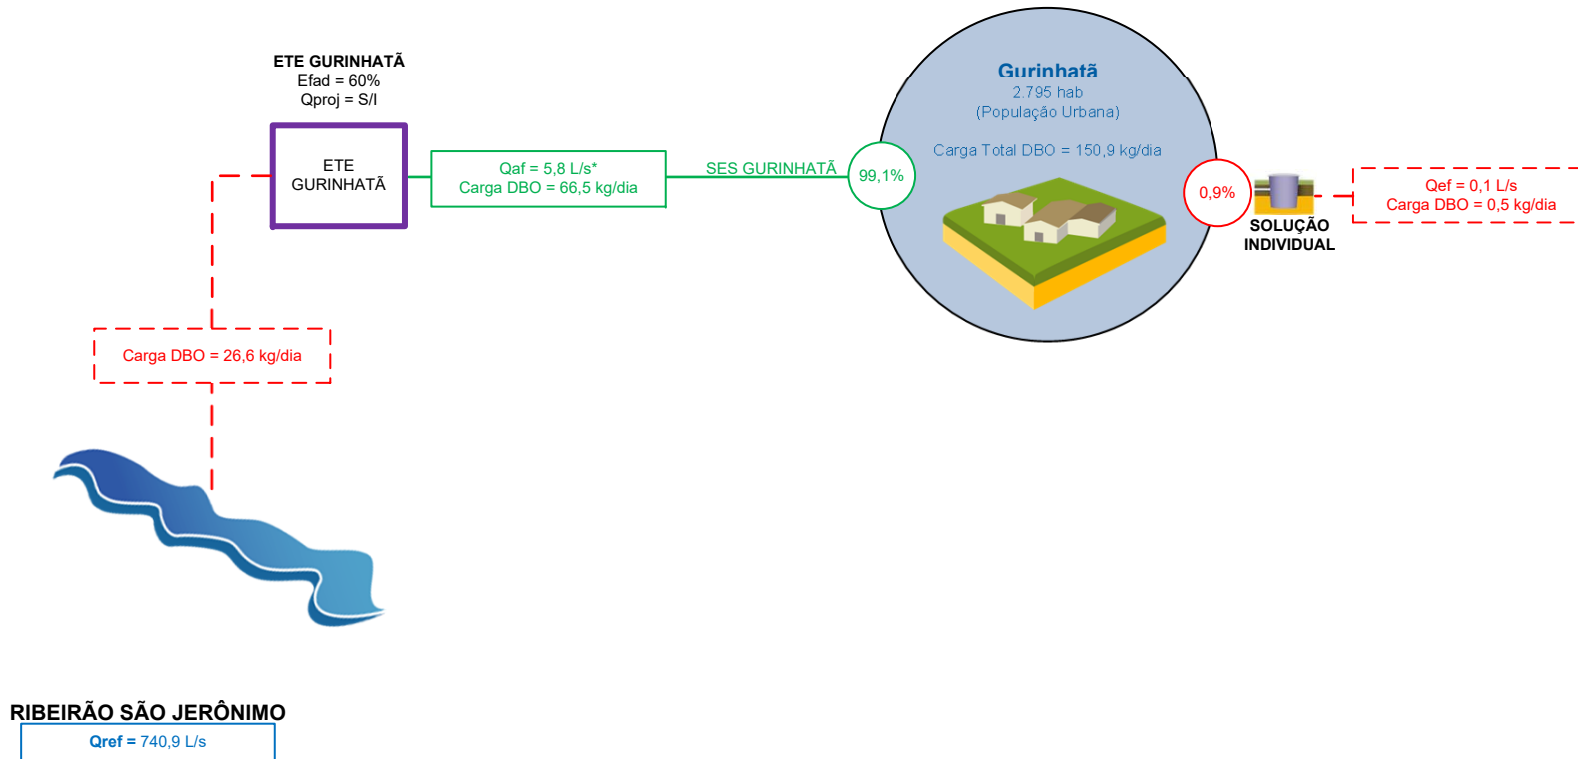 ETE GURINHATÃ
Efad = 60%
Qproj = S/I
ETE
GURINHATÃ
Qaf = 5,8 L/s*
Carga DBO = 66,5 kg/dia
SES GURINHATÃ
99,1%
Gurinhatã
2.795 hab
(População Urbana)
Carga Total DBO = 150,9 kg/dia
0,9%
SOLUÇÃO
INDIVIDUAL
Qef = 0,1 L/s
Carga DBO = 0,5 kg/dia
Carga DBO = 26,6 kg/dia
RIBEIRÃO SÃO JERÔNIMO
Qref = 740,9 L/s